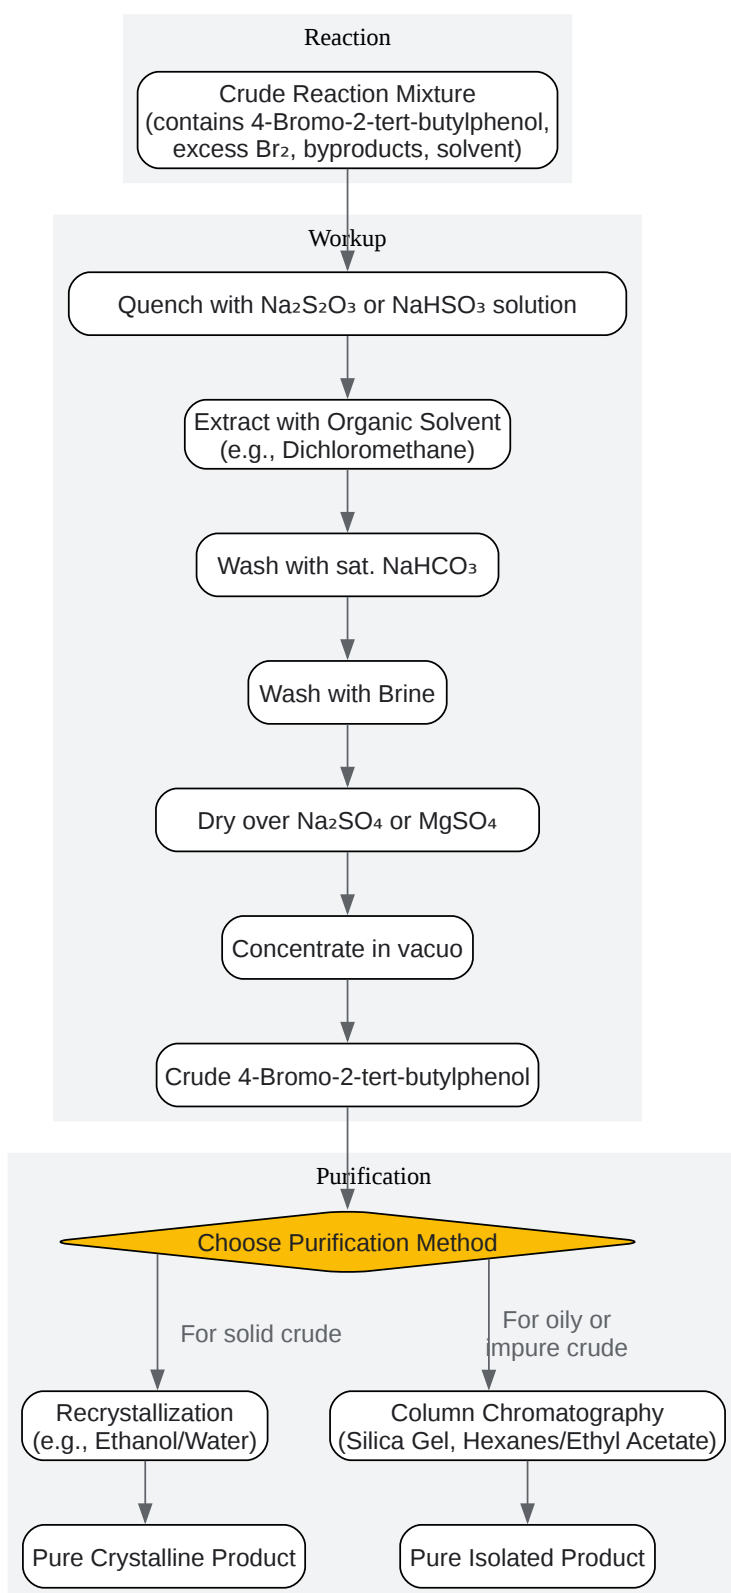 Reaction
Crude Reaction Mixture
(contains 4-Bromo-2-tert-butylphenol,
excess Br₂, byproducts, solvent)
Workup
Quench with Na₂S₂O₃ or NaHSO₃ solution
Extract with Organic Solvent
(e.g., Dichloromethane)
Wash with sat. NaHCO₃
Wash with Brine
Dry over Na₂SO₄ or MgSO₄
Concentrate in vacuo
Crude 4-Bromo-2-tert-butylphenol
Purification
Choose Purification Method
For solid crude
For oily or
impure crude
Recrystallization
(e.g., Ethanol/Water)
Column Chromatography
(Silica Gel, Hexanes/Ethyl Acetate)
Pure Crystalline Product
Pure Isolated Product